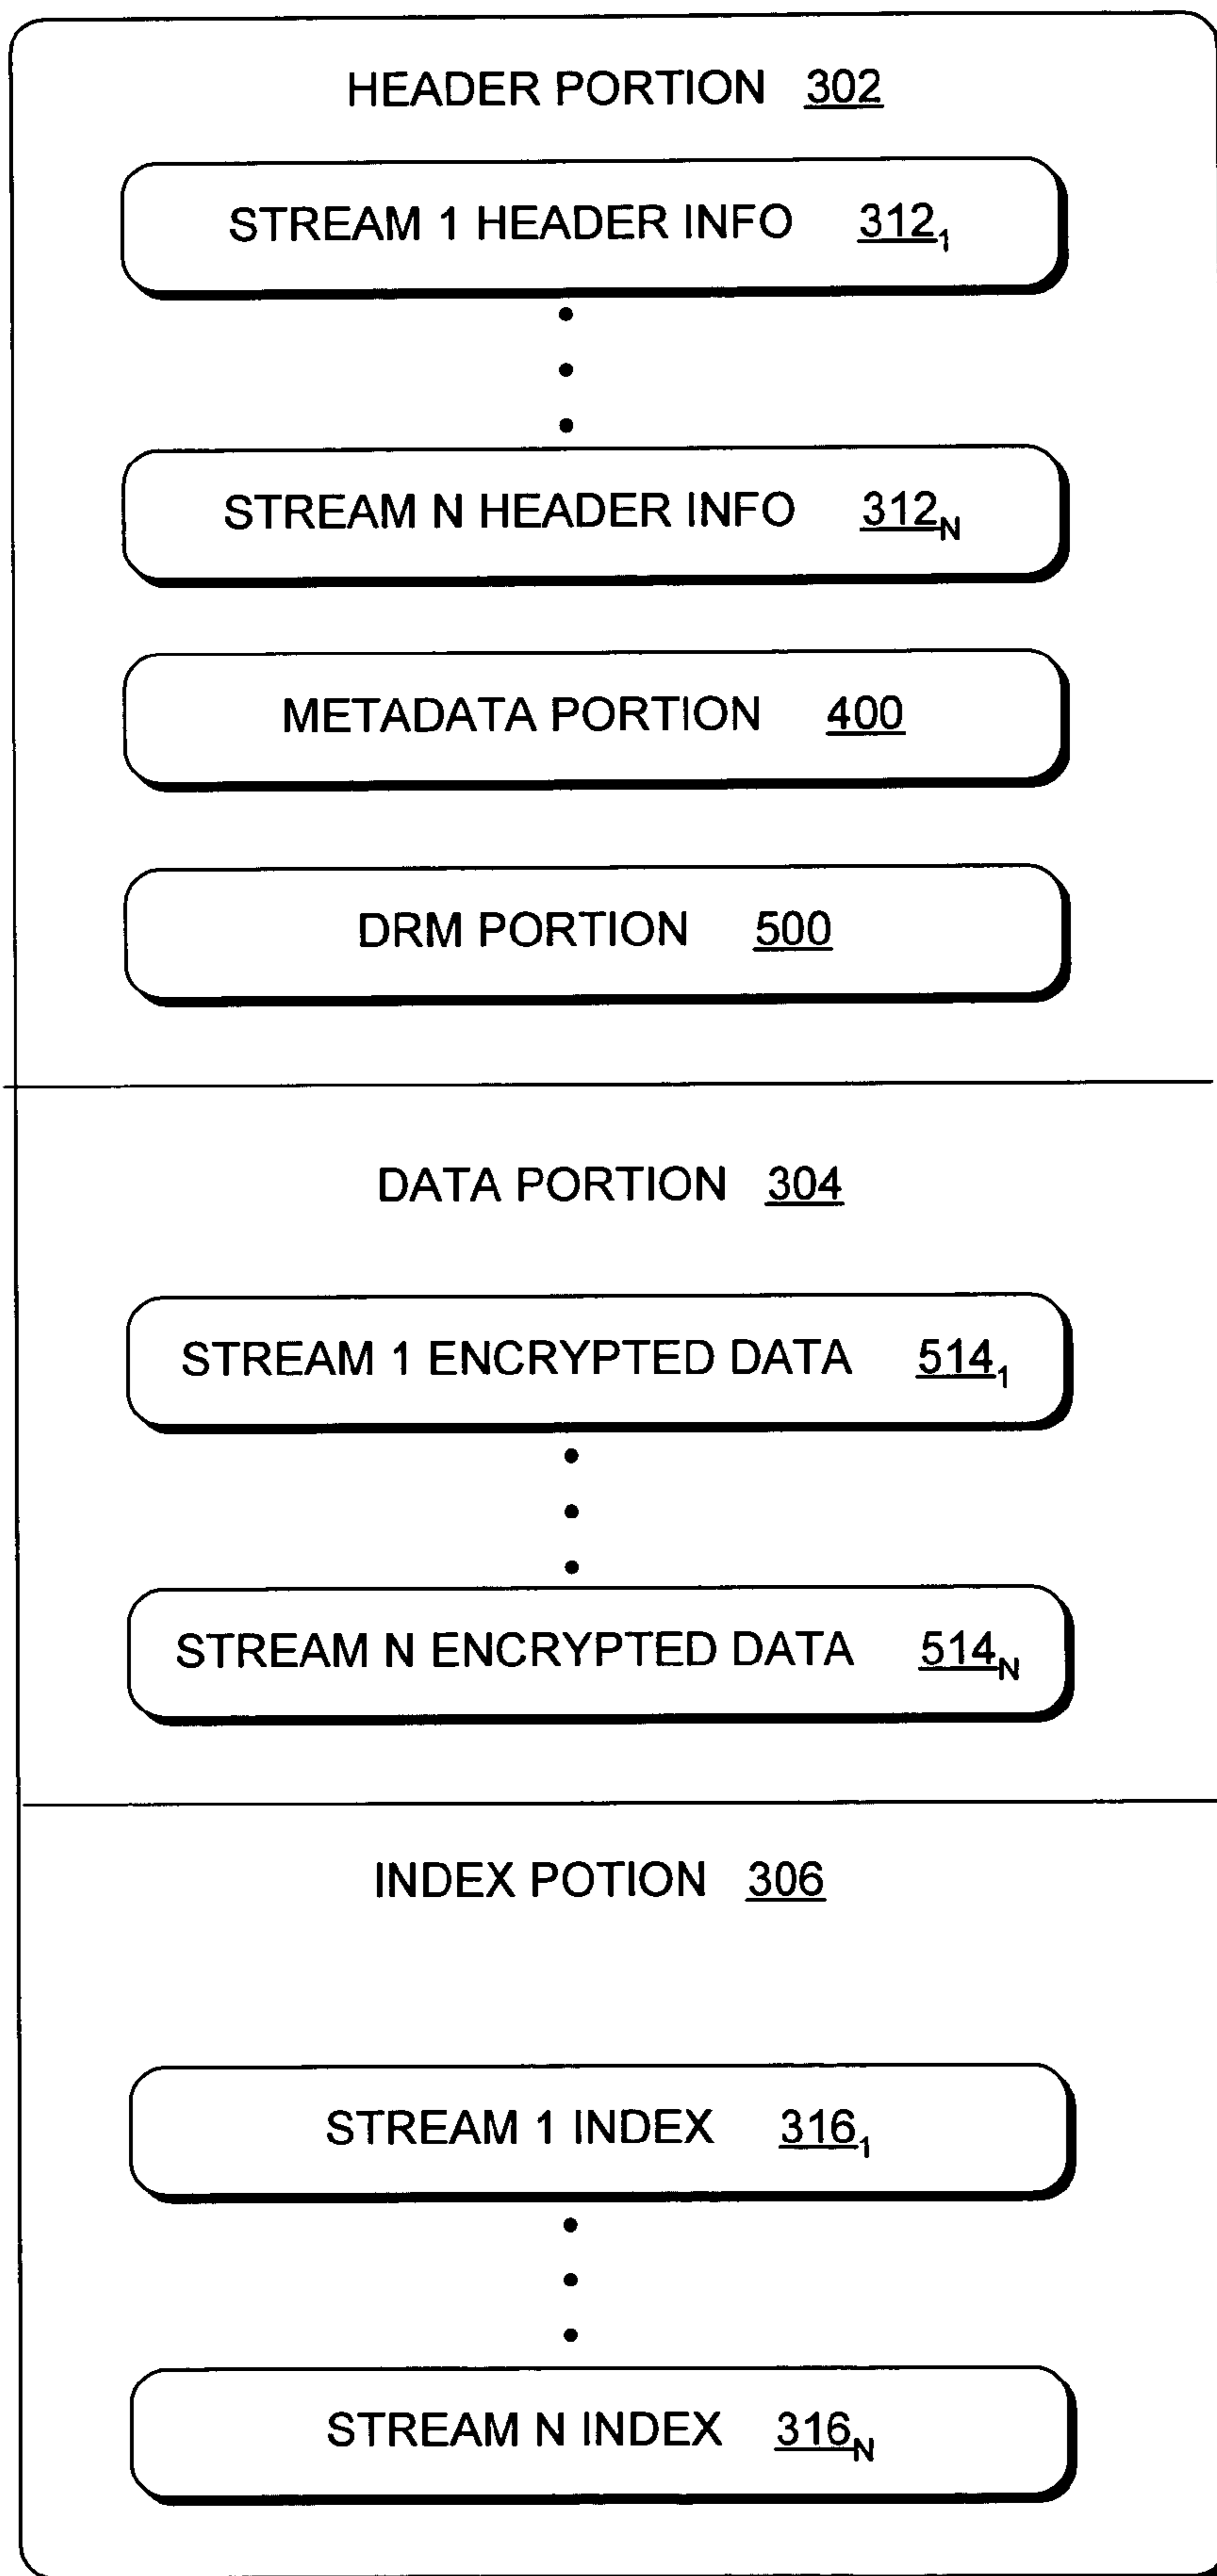 HEADER PORTION 302
STREAM 1 HEADER INFO 312₁
STREAM N HEADER INFO 312N
METADATA PORTION 400
DRM PORTION 500
DATA PORTION 304
STREAM 1 ENCRYPTED DATA 514₁
STREAM N ENCRYPTED DATA 514N
INDEX POTION 306
STREAM 1 INDEX 316₁
STREAM N INDEX 316N